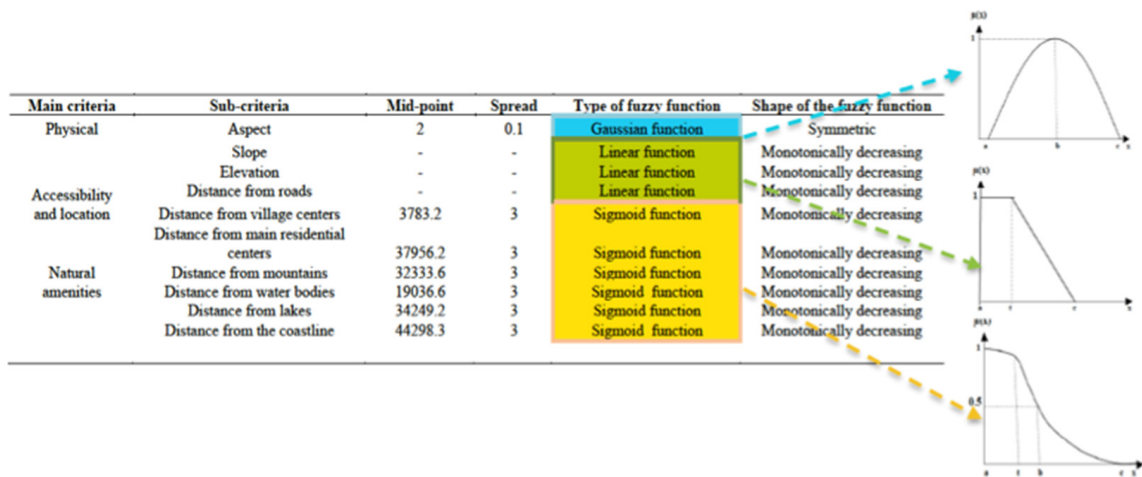 Main criteria Sub-criteria Mid-point Spread Type of fuzzy function Shape of the fuzzy function
Physical Aspect 2 0.1 Gaussian function Symmetric
Slope - - Linear function Monotonically decreasing
Elevation - - Linear function Monotonically decreasing
Accessibility and location Distance from roads - - Linear function Monotonically decreasing
Distance from village centers 3783.2 3 Sigmoid function Monotonically decreasing
Distance from main residential centers 37956.2 3 Sigmoid function Monotonically decreasing
Natural amenities Distance from mountains 32333.6 3 Sigmoid function Monotonically decreasing
Distance from water bodies 19036.6 3 Sigmoid function Monotonically decreasing
Distance from lakes 34249.2 3 Sigmoid function Monotonically decreasing
Distance from the coastline 44298.3 3 Sigmoid function Monotonically decreasing
μ(x)
1
a b c x
μ(x)
1
a c x
μ(x)
1
0.5
a b c x